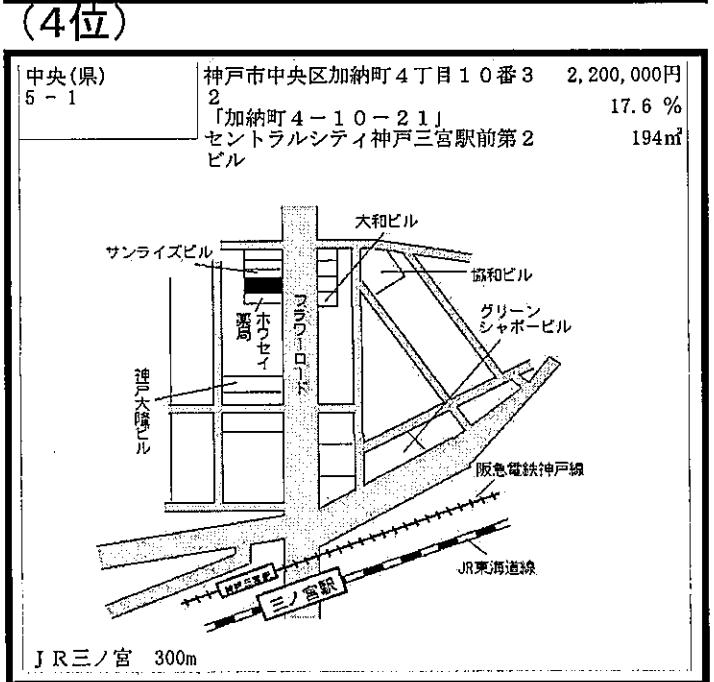 （4位）
中央(県)
5－1
神戸市中央区加納町４丁目１０番３
２
「加納町４－１０－２１」
セントラルシティ神戸三宮駅前第２
ビル
2,200,000円
17.6 %
194㎡
大和ビル
サンライズビル
協和ビル
グリーン
シャポービル
フラワーロード
ホウセイ
薬局
神戸大隆ビル
阪急電鉄神戸線
JR東海道線
三ノ宮駅
ＪＲ三ノ宮　300m